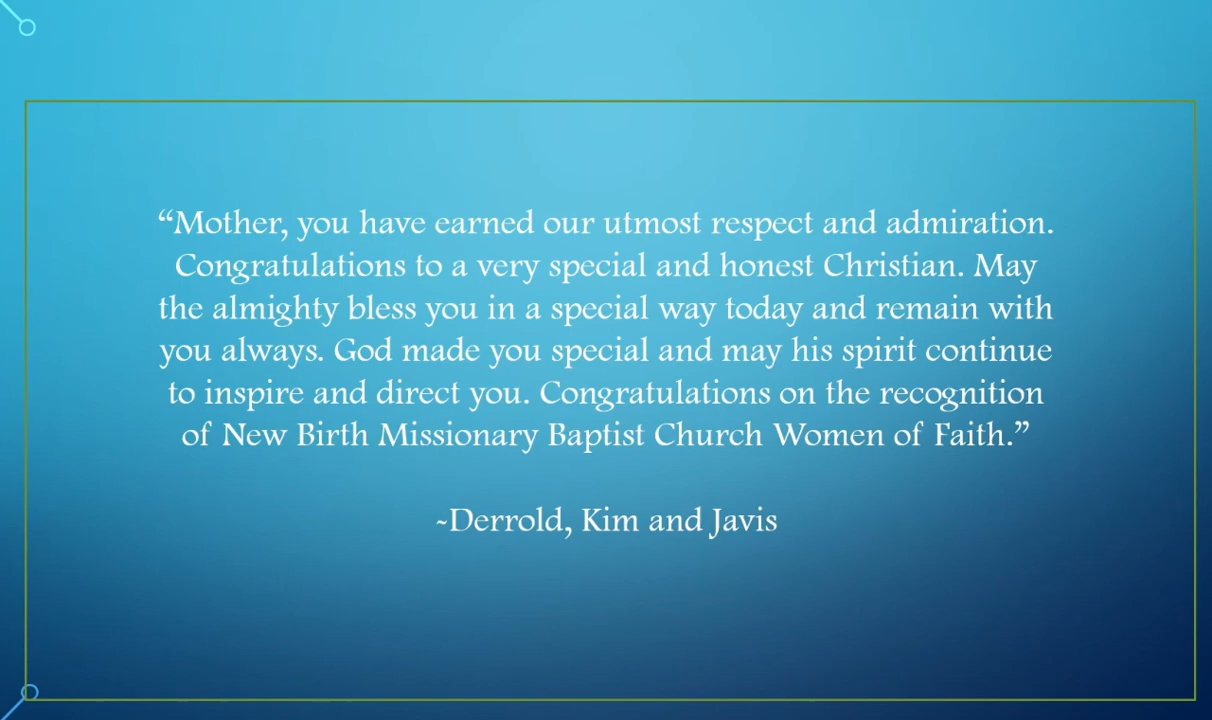 “Mother, you have earned our utmost respect and admiration.
Congratulations to a very special and honest Christian. May
the almighty bless you in a special way today and remain with
you always. God made you special and may his spirit continue
to inspire and direct you. Congratulations on the recognition
of New Birth Missionary Baptist Church Women of Faith.”
~Derrold, Kim and Javis